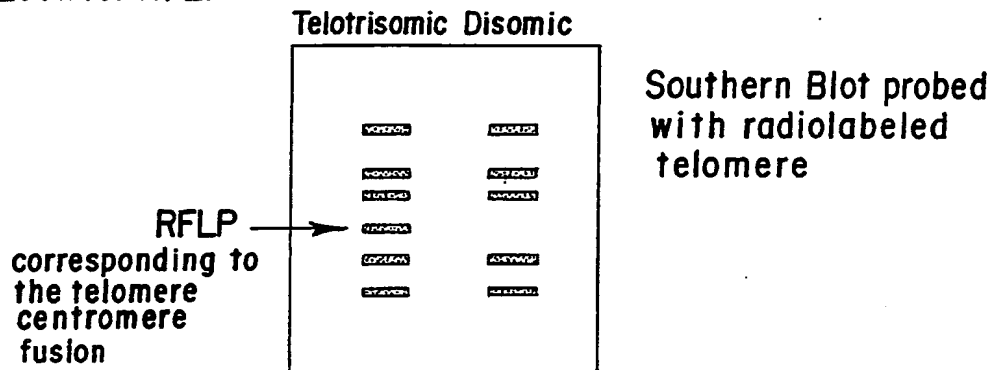 Telotrisomic Disomic
Southern Blot probed
with radiolabeled
telomere
RFLP
corresponding to
the telomere
centromere
fusion